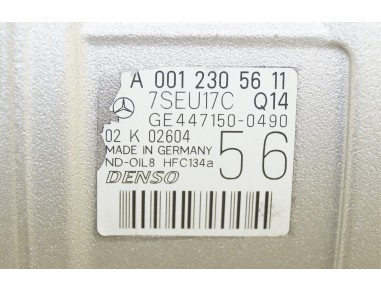 A 001 230 56 11
7SEU17C Q14
GE447150-0490
02 K 02604
56
MADE IN GERMANY
ND-OIL8 HFC134a
DENSO